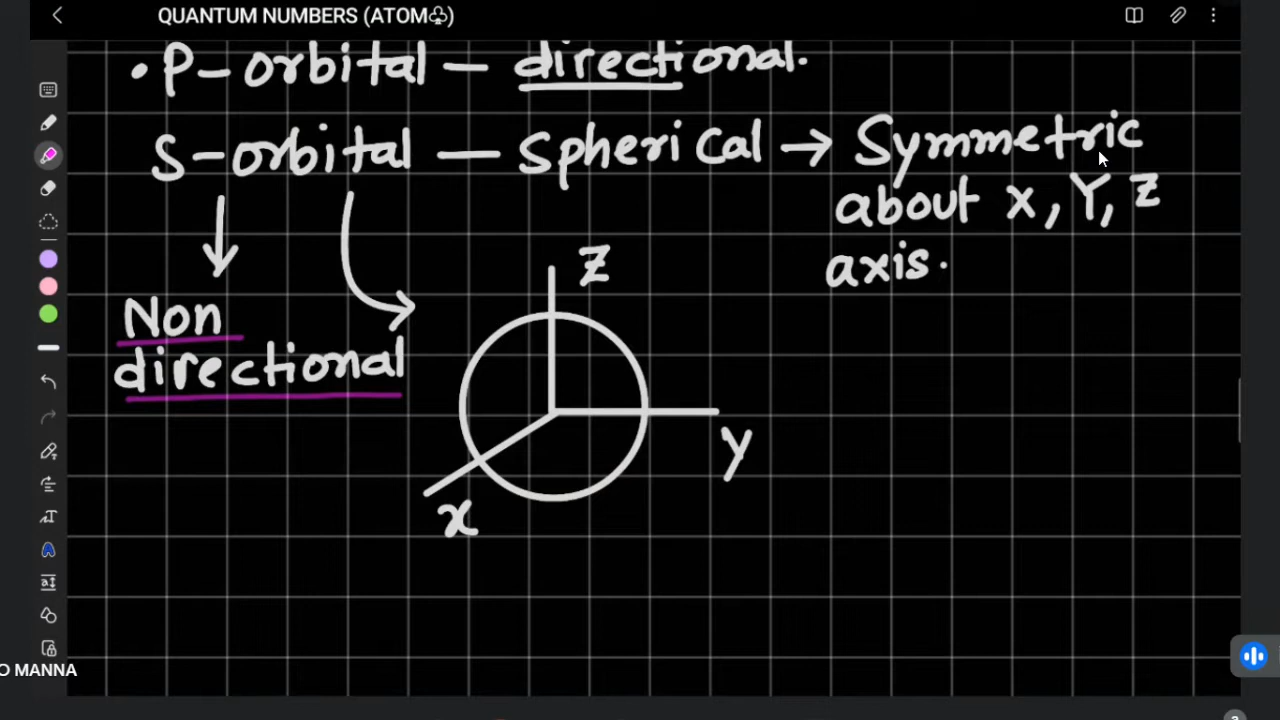 QUANTUM NUMBERS (ATOM♧)
• P-orbital — directional.
S-orbital — Spherical → Symmetric
about x, Y, Z
axis.
Non
directional
Z
y
x
O MANNA